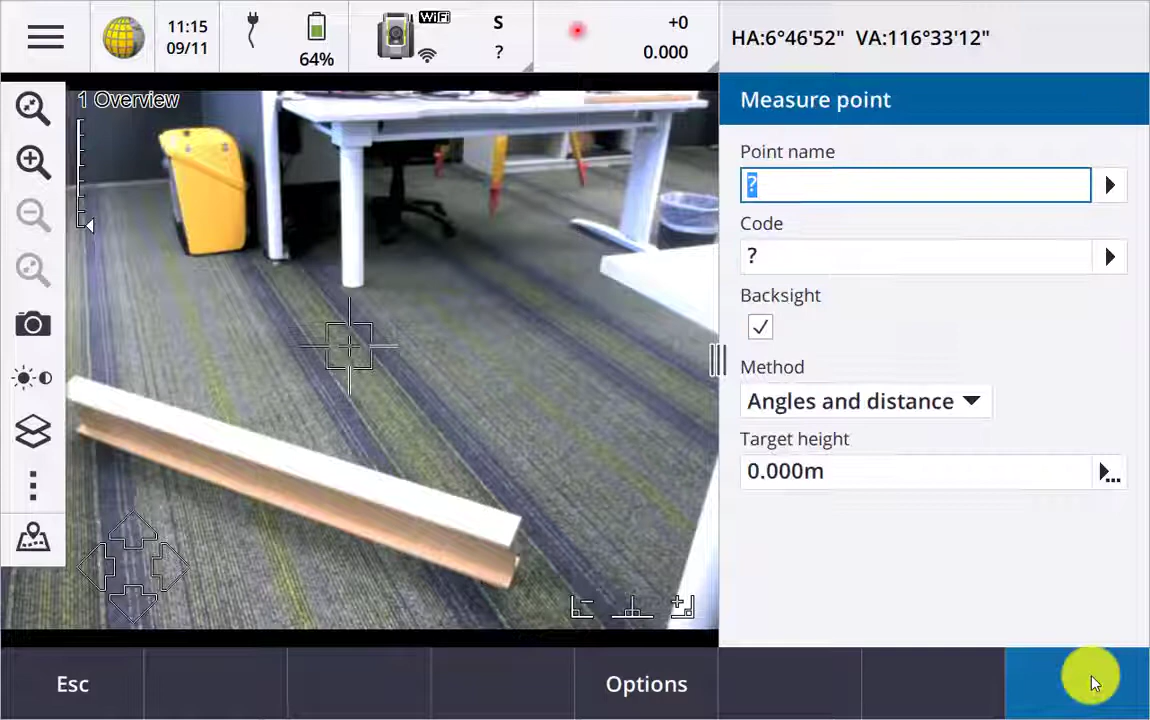 11:15
09/11
64%
WiFi
S
?
+0
0.000
HA:6°46'52" VA:116°33'12"
1 Overview
Measure point
Point name
?
Code
?
Backsight
Method
Angles and distance
Target height
0.000m
Esc
Options